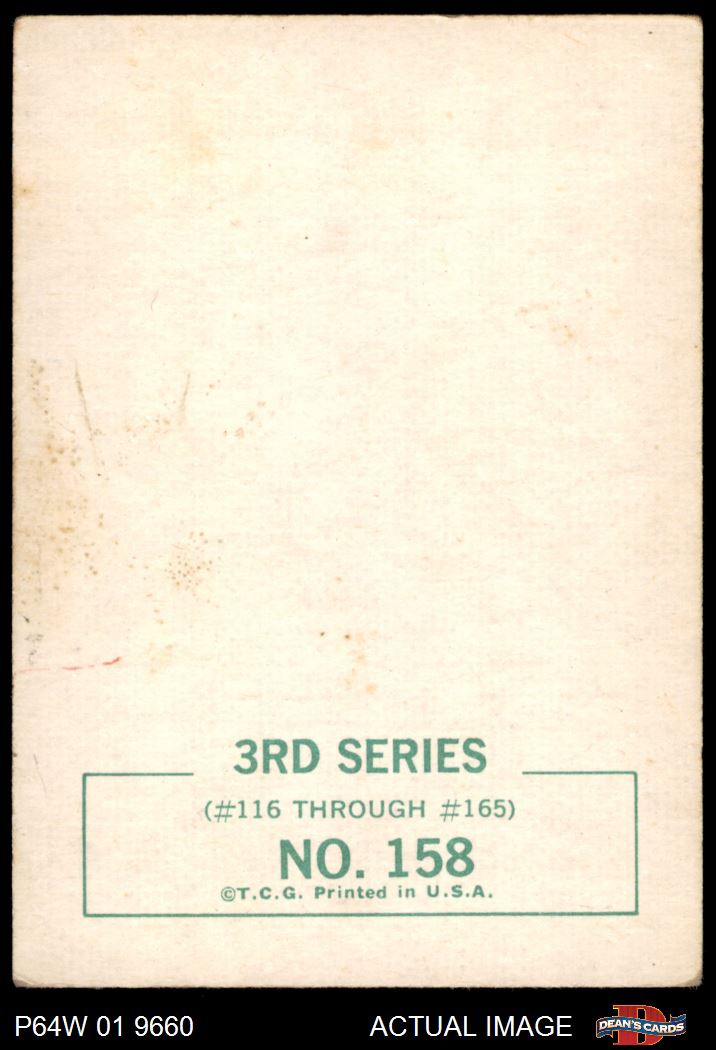 3RD SERIES
(#116 THROUGH #165)
NO. 158
©T.C.G. Printed in U.S.A.
P64W 01 9660
ACTUAL IMAGE
DEAN'S CARDS